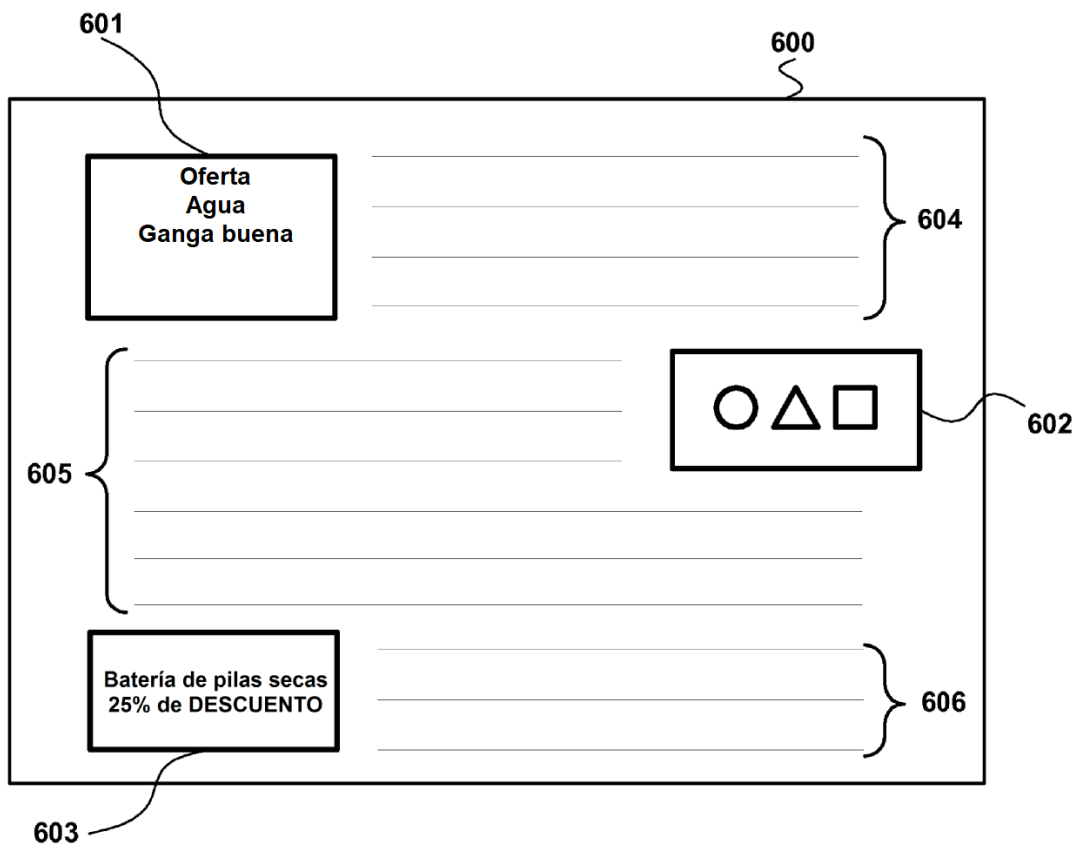 601
600
Oferta
Agua
Ganga buena
604
602
605
Batería de pilas secas
25% de DESCUENTO
606
603